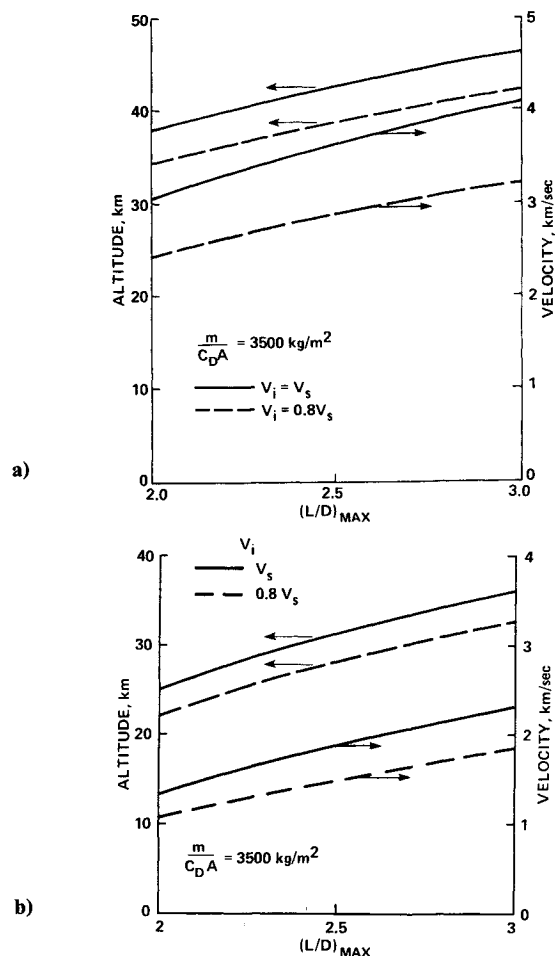 50
40
30
20
10
0
ALTITUDE, km
5
4
3
2
1
0
VELOCITY, km/sec
m
C_D A = 3500 kg/m²
V_i = V_s
V_i = 0.8V_s
2.0 2.5 3.0
(L/D)_MAX
a)
V_i
V_s
0.8 V_s
40
30
20
10
0
ALTITUDE, km
4
3
2
1
0
VELOCITY, km/sec
m
C_D A = 3500 kg/m²
2 2.5 3
(L/D)_MAX
b)